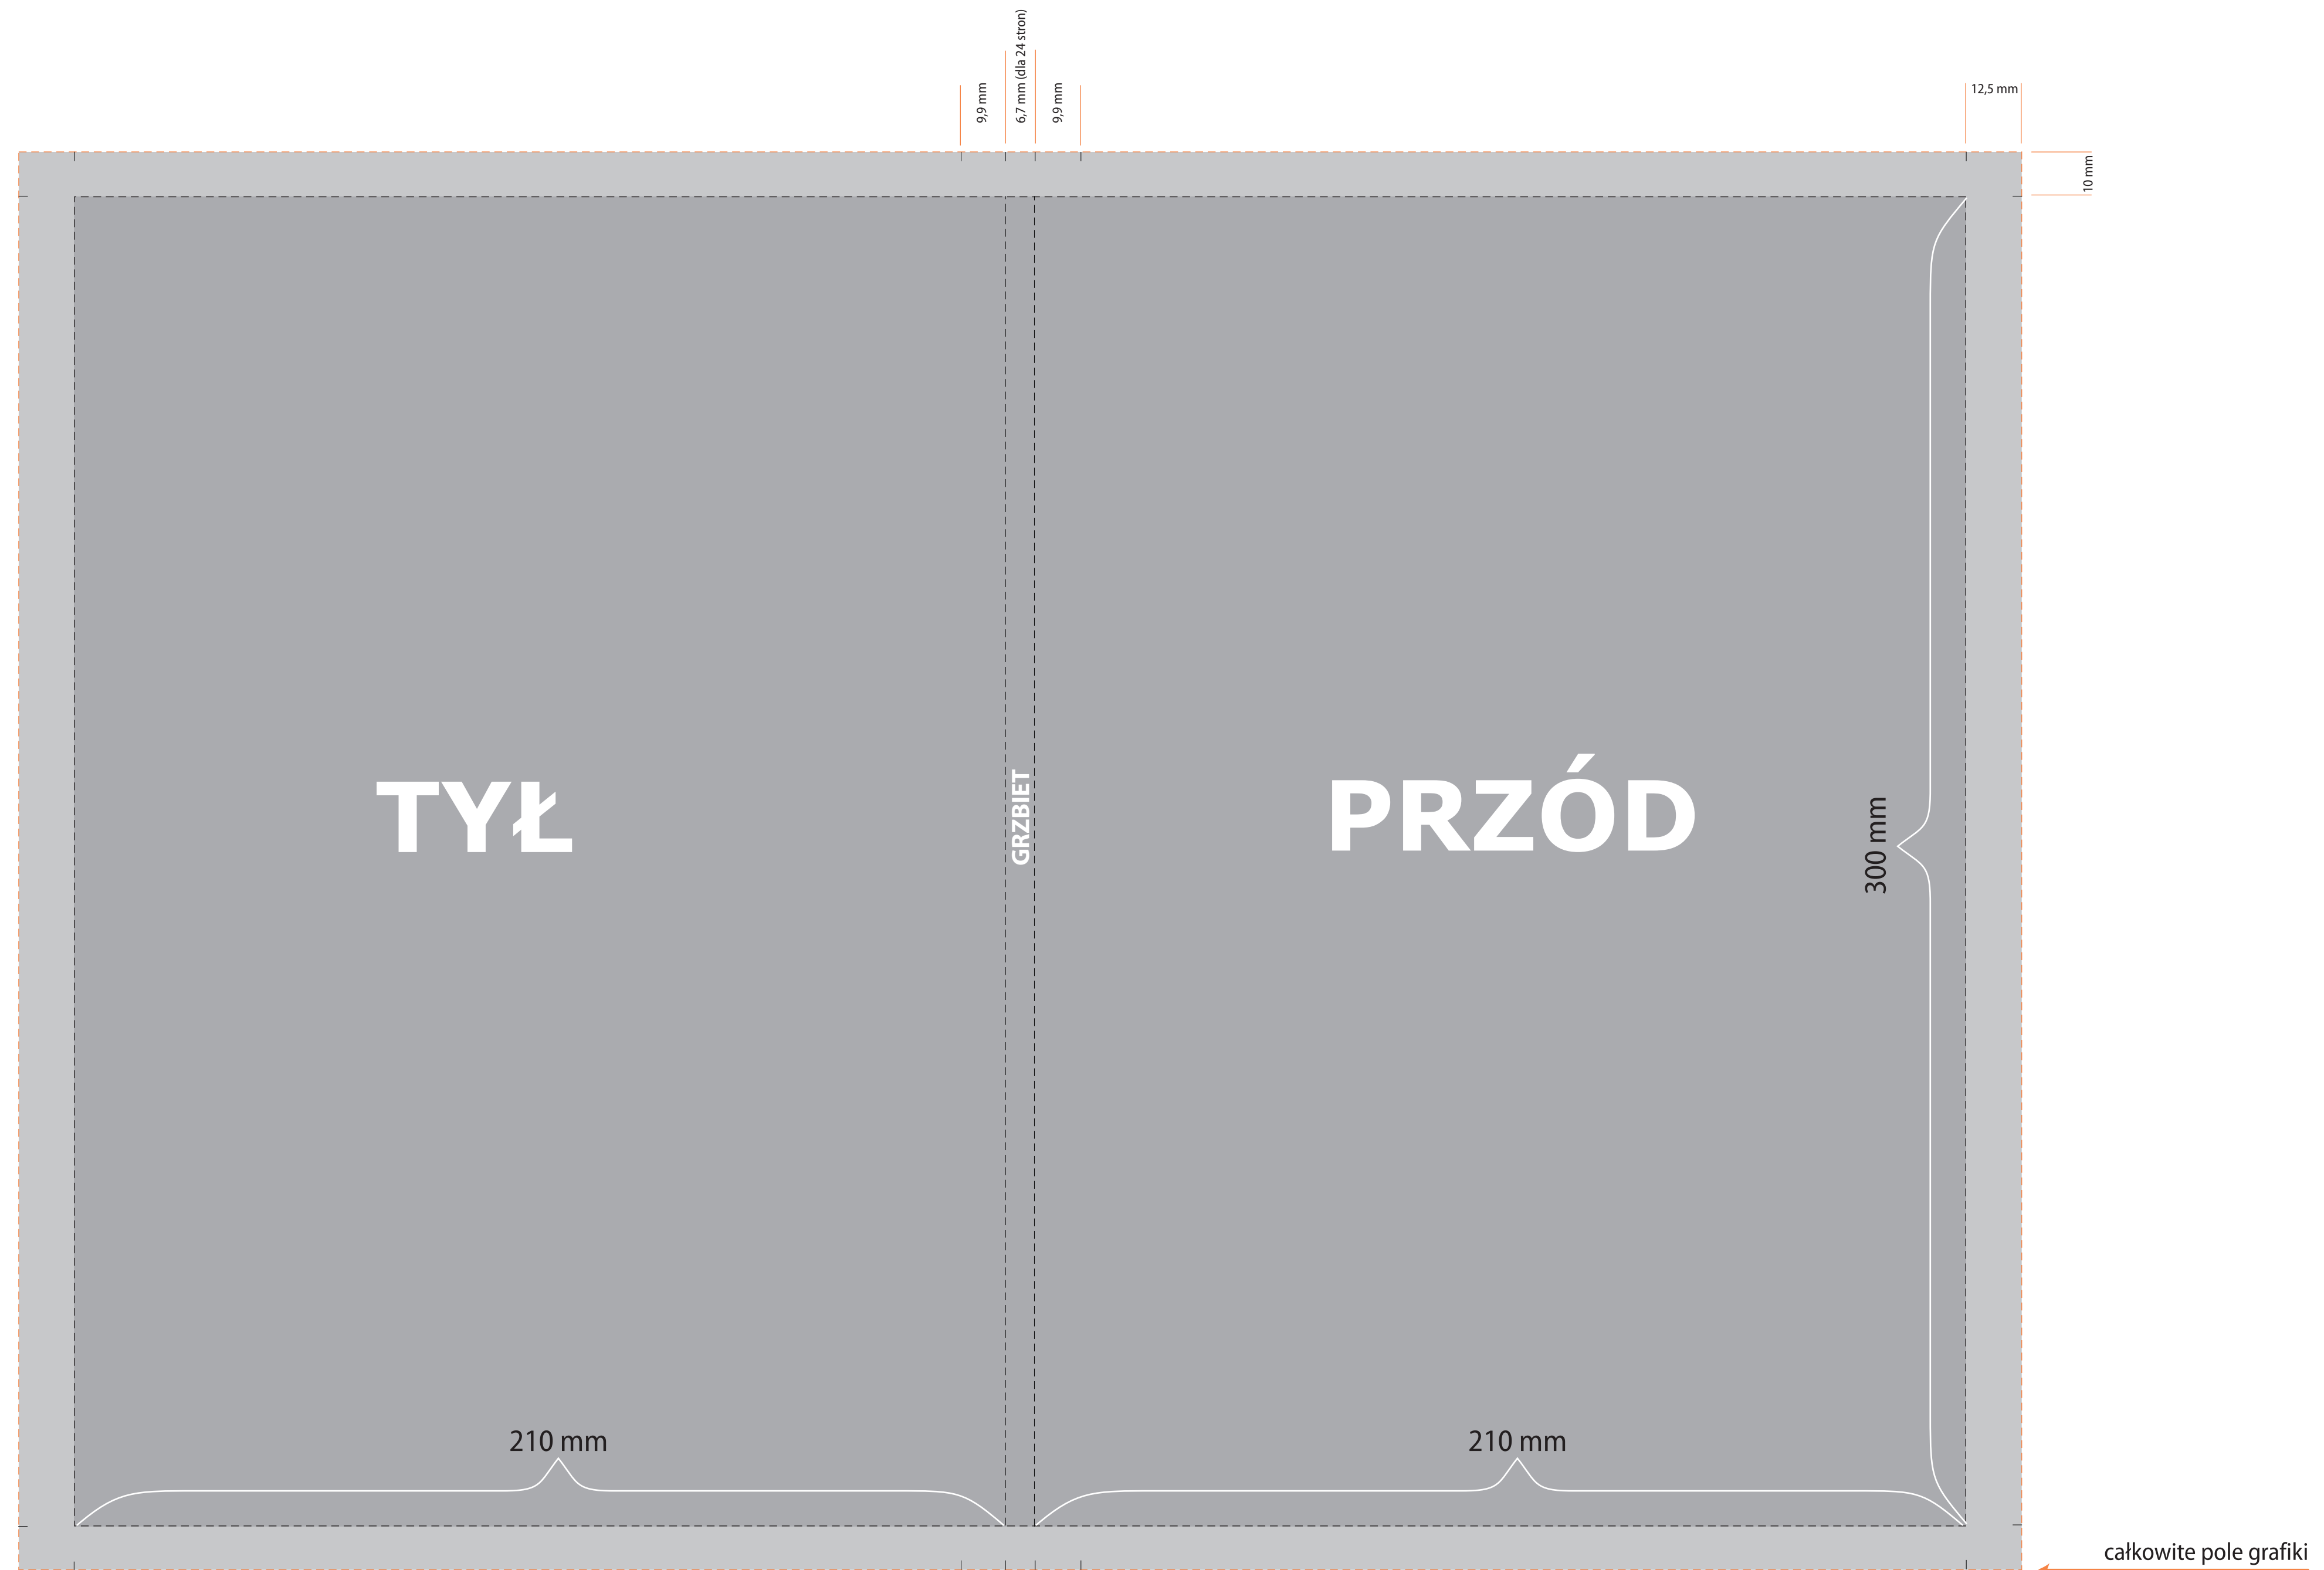 9,9 mm
6,7 mm (dla 24 stron)
9,9 mm
12,5 mm
10 mm
TYŁ
GRZBIET
PRZÓD
300 mm
210 mm
210 mm
całkowite pole grafiki